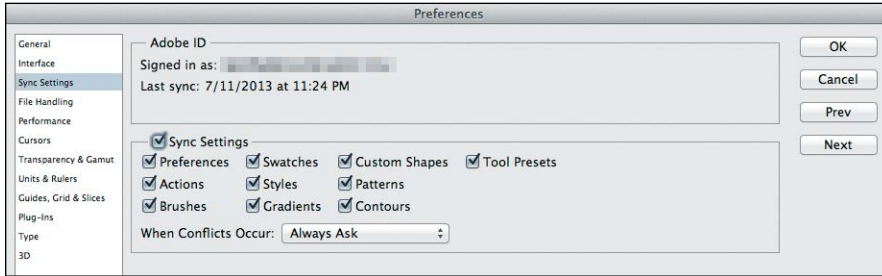 Preferences
General
Interface
Sync Settings
File Handling
Performance
Cursors
Transparency & Gamut
Units & Rulers
Guides, Grid & Slices
Plug-Ins
Type
3D
Adobe ID
Signed in as:
Last sync: 7/11/2013 at 11:24 PM
Sync Settings
Preferences Swatches Custom Shapes Tool Presets
Actions Styles Patterns
Brushes Gradients Contours
When Conflicts Occur: Always Ask
OK
Cancel
Prev
Next